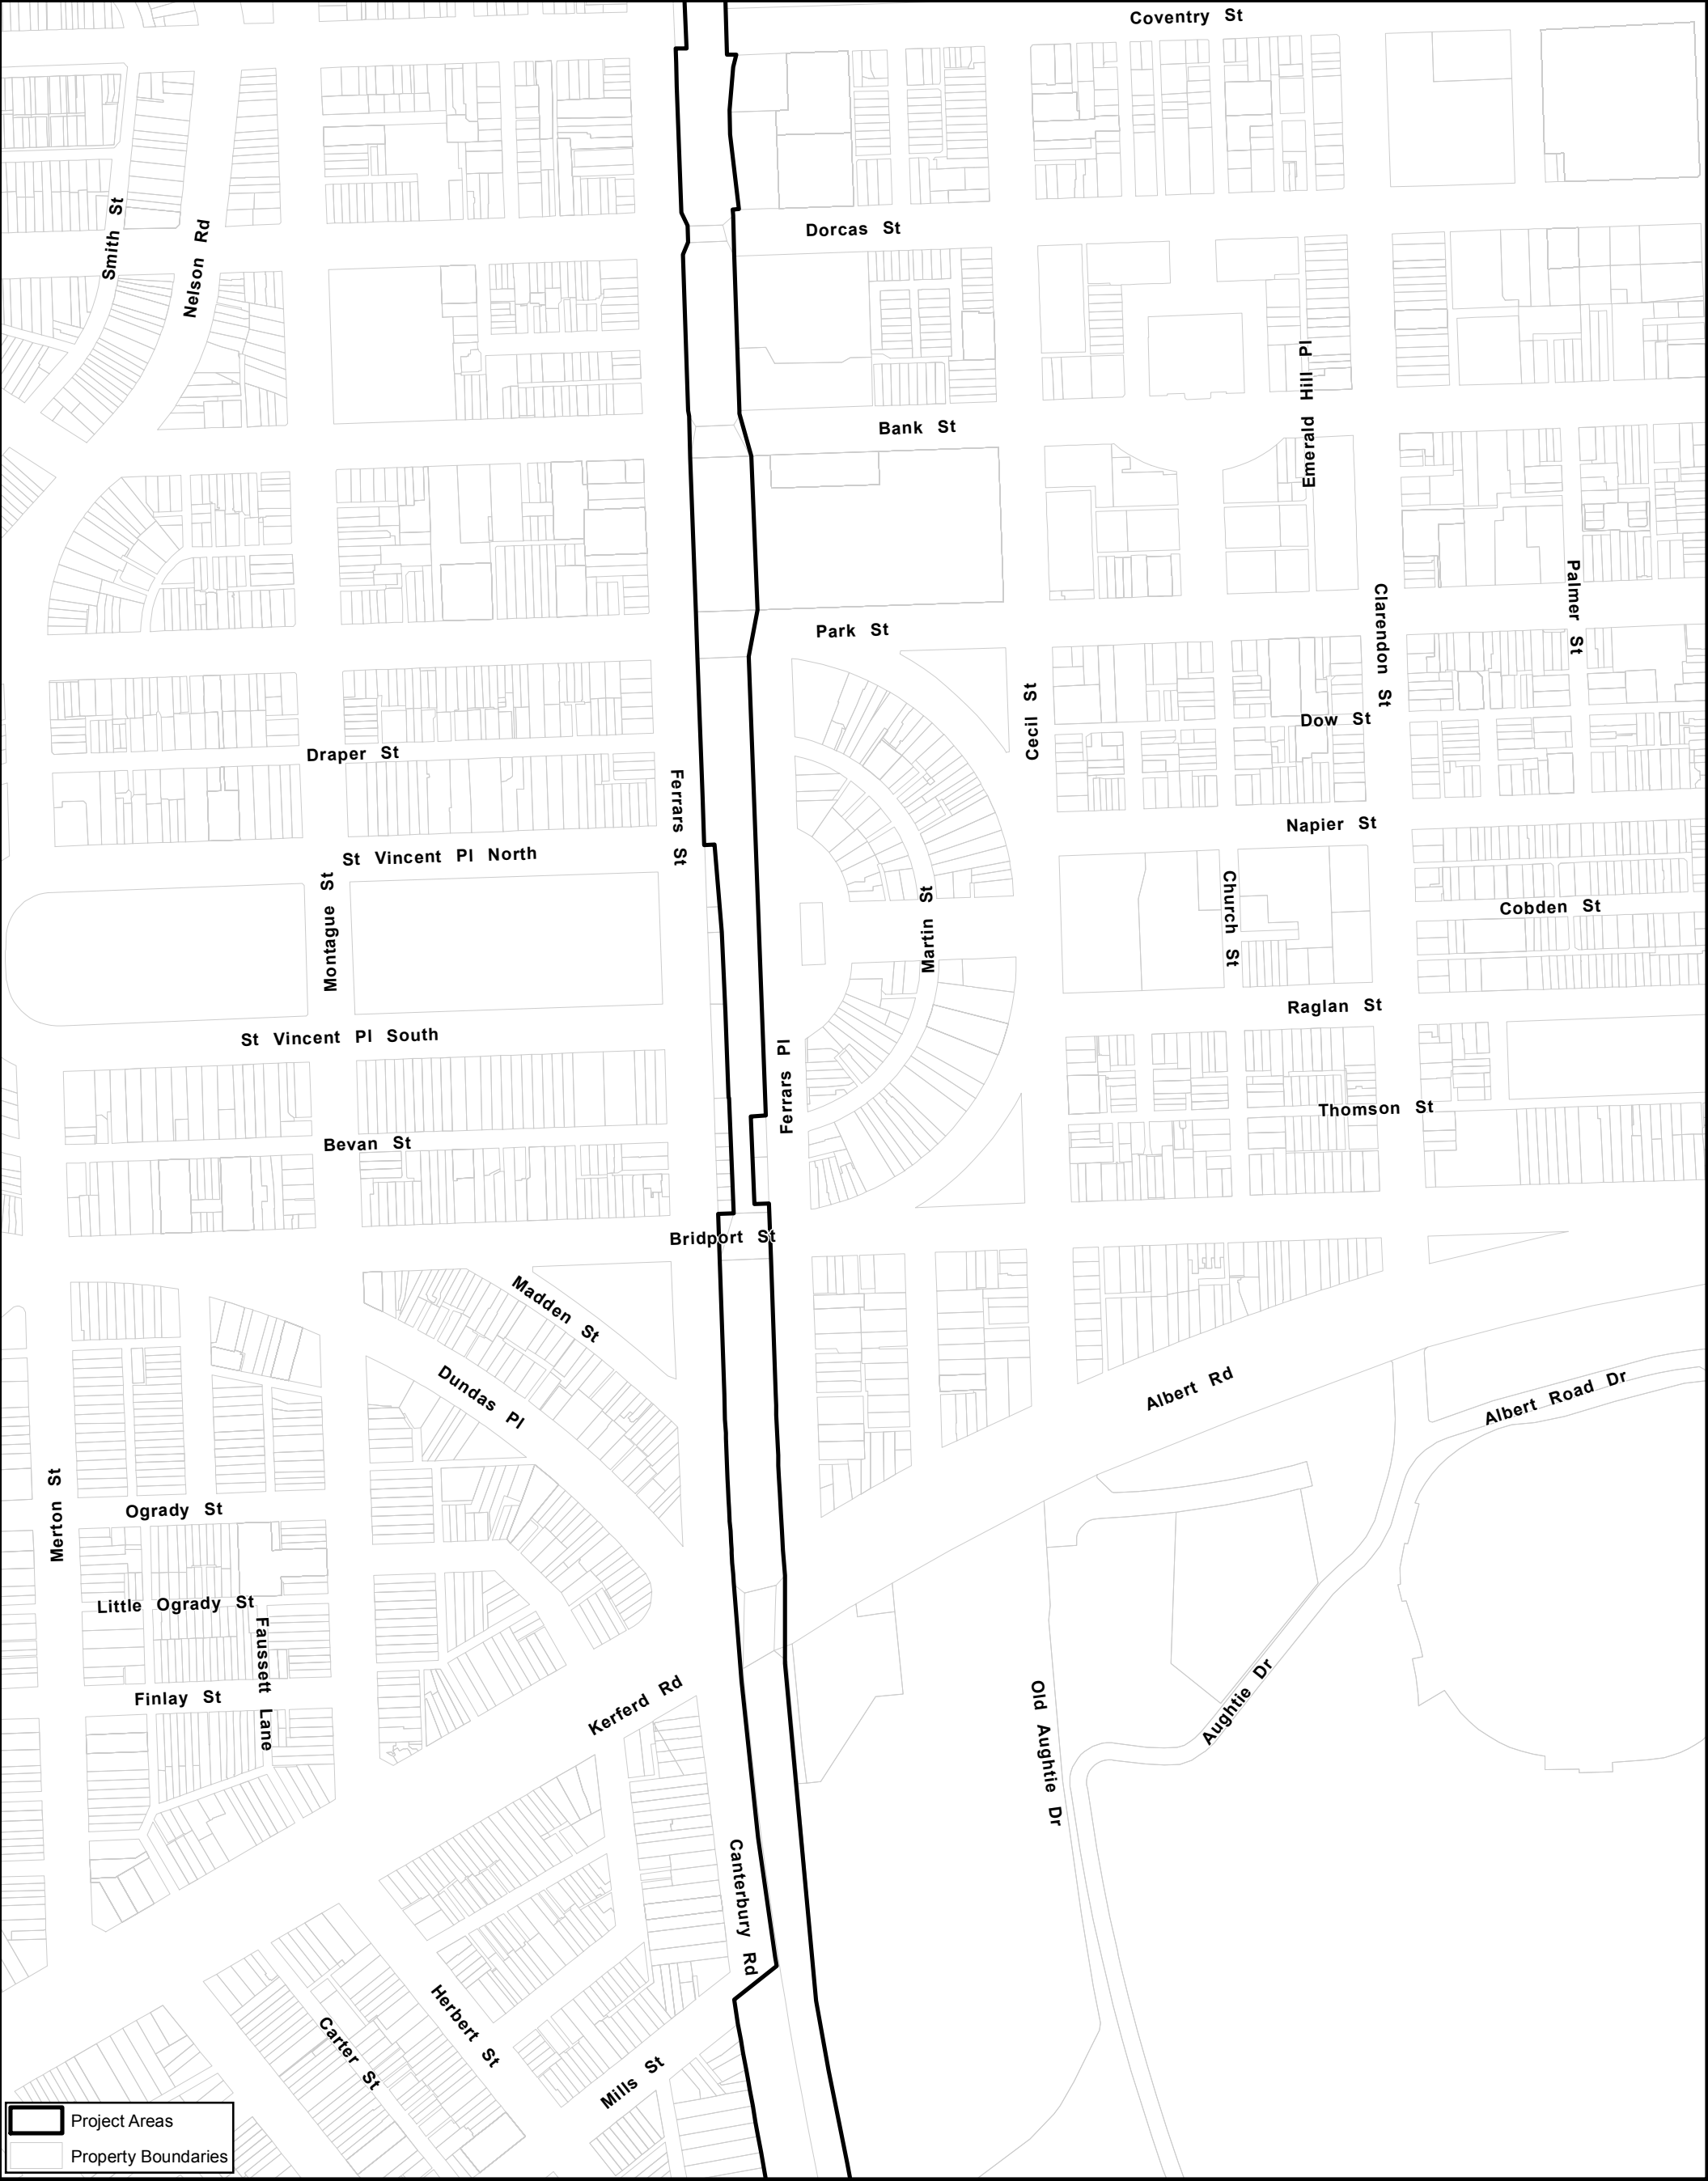 Coventry St
Smith St
Nelson Rd
Dorcas St
Emerald Hill Pl
Bank St
Palmer St
Clarendon St
Park St
Cecil St
Dow St
Draper St
Ferrars St
Napier St
St Vincent Pl North
Montague St
Church St
Martin St
Cobden St
Raglan St
St Vincent Pl South
Ferrars Pl
Thomson St
Bevan St
Bridport St
Madden St
Dundas Pl
Albert Rd
Albert Road Dr
Merton St
Ogrady St
Little Ogrady St
Faussett Lane
Finlay St
Kerferd Rd
Old Aughtie Dr
Aughtie Dr
Canterbury Rd
Herbert St
Carter St
Mills St
Project Areas
Property Boundaries